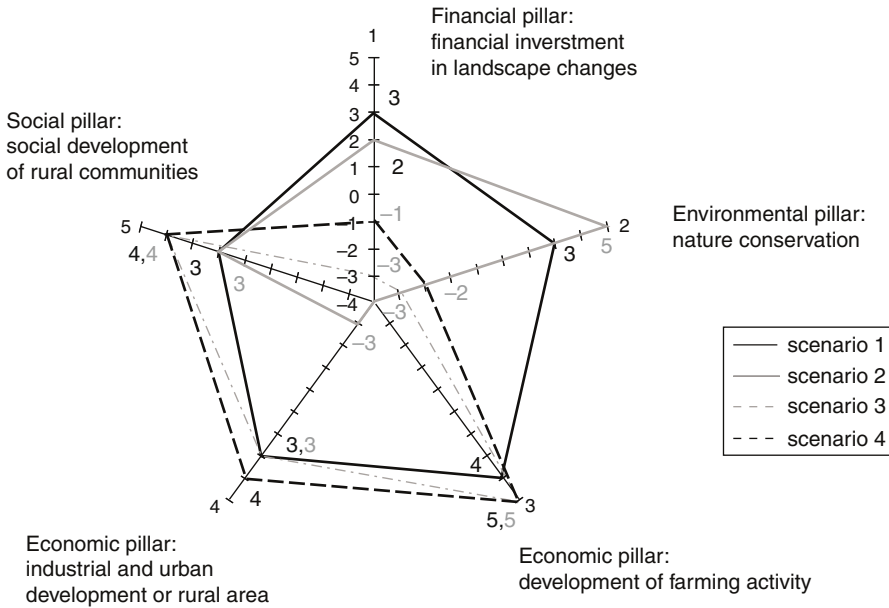 Financial pillar:
financial inverstment
in landscape changes
1
5
4
3
3
2
2
1
0
-1
-1
-2
-3
-3
-4
-3
Social pillar:
social development
of rural communities
5
4,4
3
3
Environmental pillar:
nature conservation
2
5
3
-2
-3
3,3
4
4
4
3
5,5
scenario 1
scenario 2
scenario 3
scenario 4
Economic pillar:
industrial and urban
development or rural area
Economic pillar:
development of farming activity